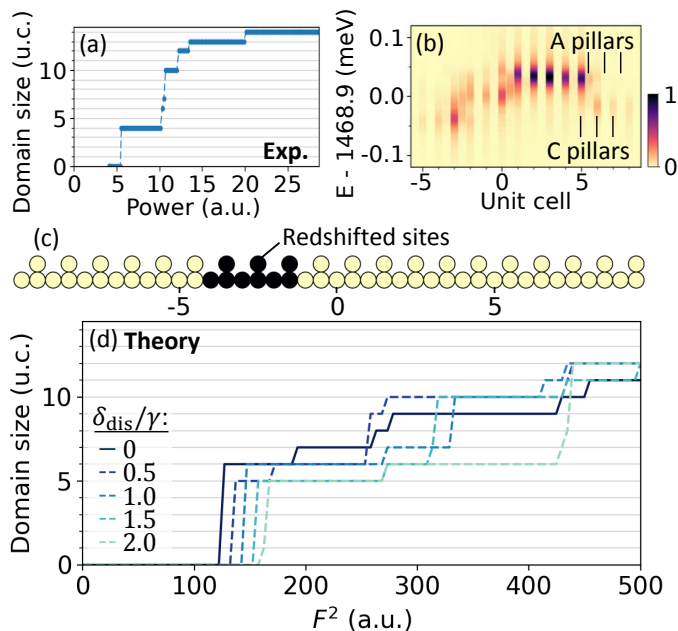 (a)
Domain size (u.c.)
10
5
0
Exp.
0 5 10 15 20 25
Power (a.u.)
(b)
A pillars
E - 1468.9 (meV)
0.1
0.0
-0.1
C pillars
-5 0 5
Unit cell
1
0
(c)
Redshifted sites
-5 0 5
(d) Theory
Domain size (u.c.)
10
5
0
δdis/γ:
0
0.5
1.0
1.5
2.0
0 100 200 300 400 500
F² (a.u.)